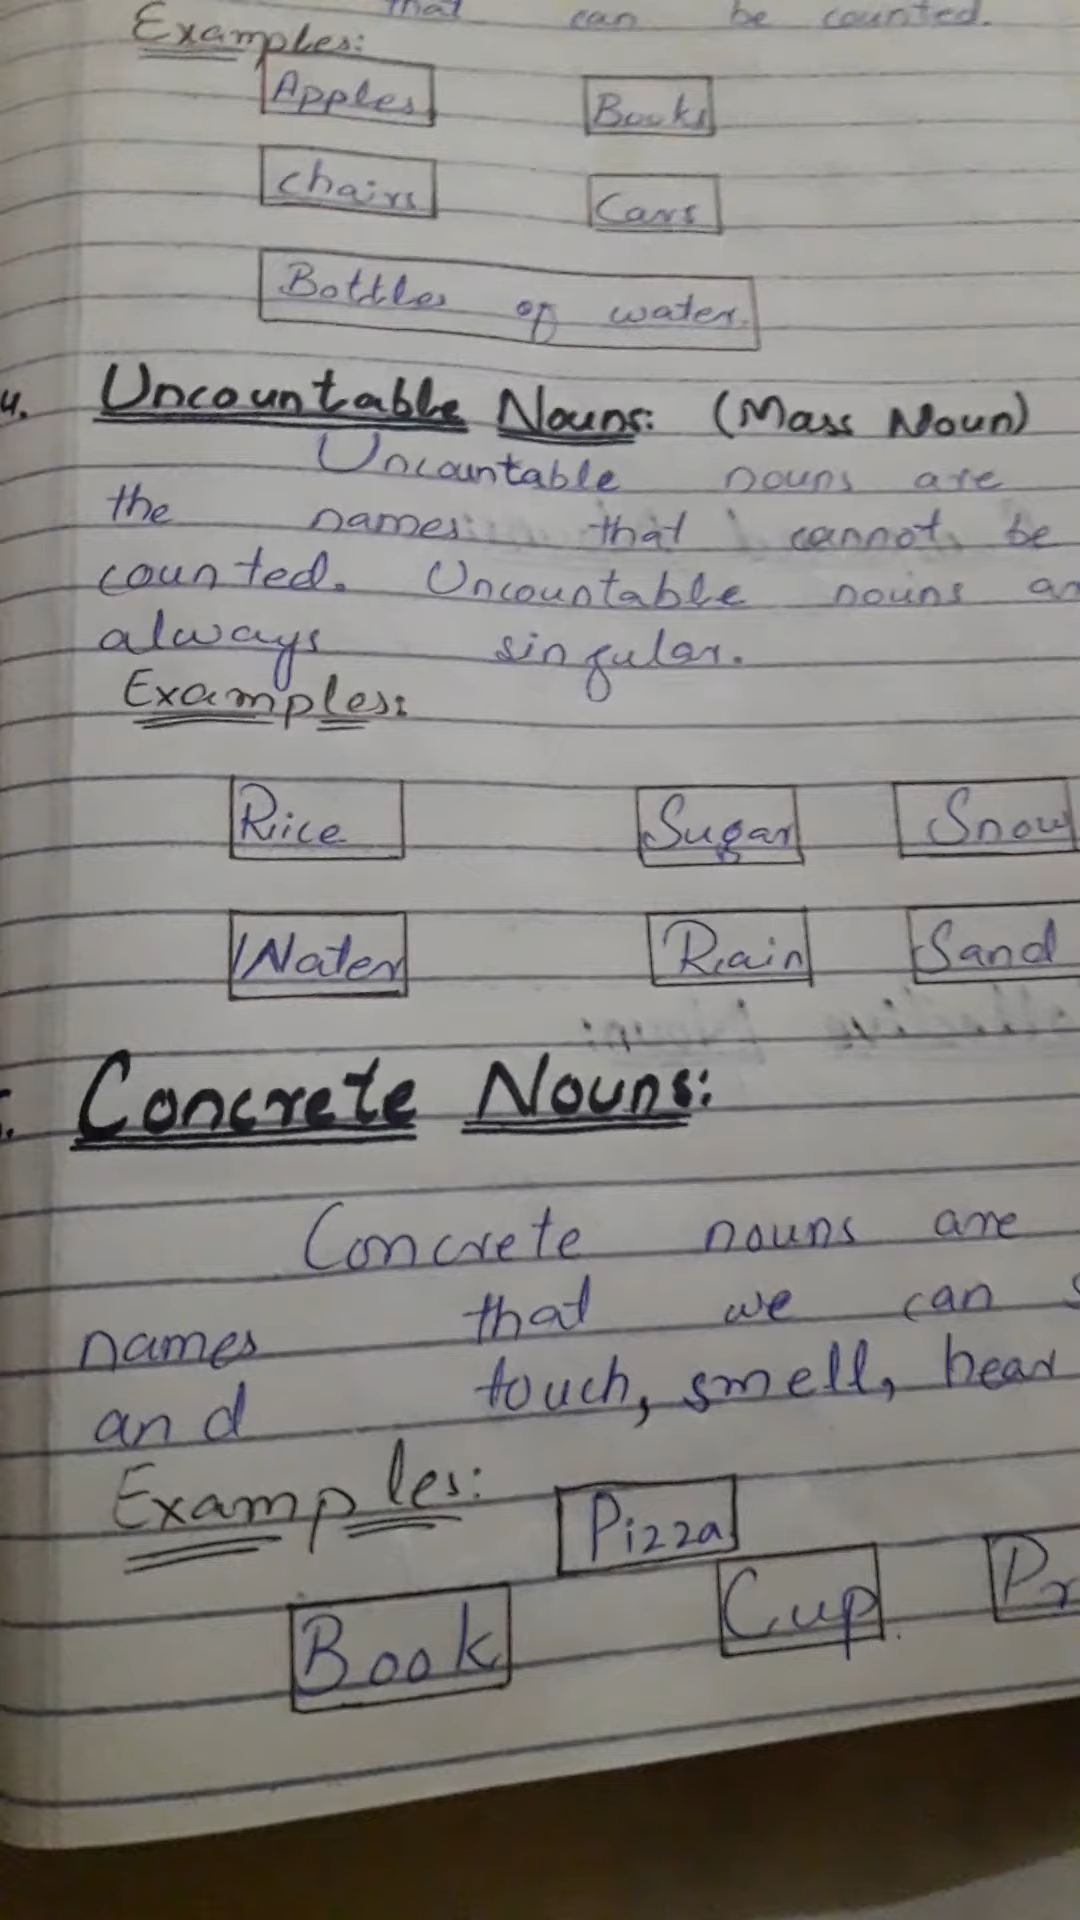 that can be counted.
Examples:
Apples Books
chairs Cars
Bottles of water.
4. Uncountable Nouns: (Mass Noun)
Uncountable nouns are
the names that cannot be
counted. Uncountable nouns
always singular.
Examples:
Rice Sugar Snow
Water Rain Sand
Concrete Nouns:
Concrete nouns are
names that we can
and touch, smell, hear
Examples:
Pizza
Book Cup